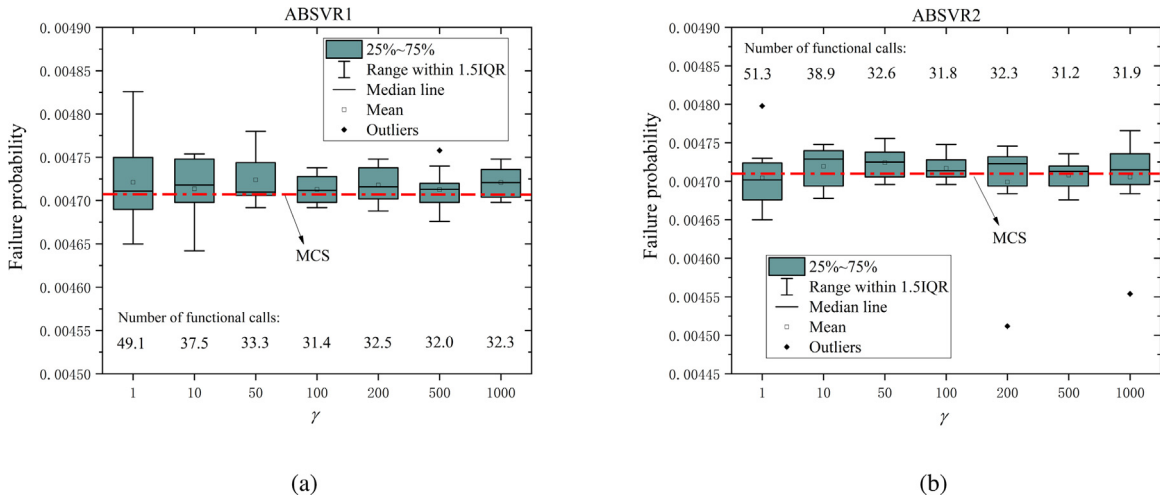 ABSVR1
0.00490
0.00485
0.00480
0.00475
0.00470
0.00465
0.00460
0.00455
0.00450
Failure probability
25%~75%
Range within 1.5IQR
Median line
Mean
Outliers
MCS
Number of functional calls:
49.1 37.5 33.3 31.4 32.5 32.0 32.3
1 10 50 100 200 500 1000
γ
(a)
ABSVR2
0.00490
0.00485
0.00480
0.00475
0.00470
0.00465
0.00460
0.00455
0.00450
0.00445
Failure probability
Number of functional calls:
51.3 38.9 32.6 31.8 32.3 31.2 31.9
MCS
25%~75%
Range within 1.5IQR
Median line
Mean
Outliers
1 10 50 100 200 500 1000
γ
(b)